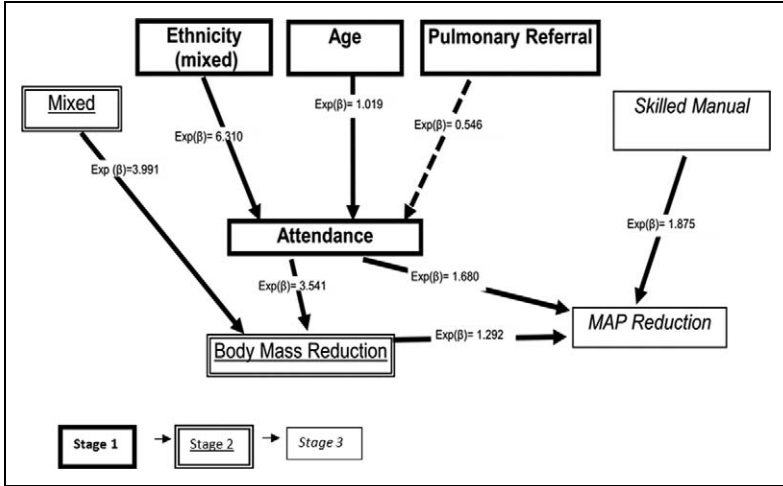 Ethnicity
(mixed)
Age
Pulmonary Referral
Mixed
Skilled Manual
Exp(β)= 6.310
Exp(β)= 1.019
Exp(β)= 0.546
Exp (β)=3.991
Exp(β)= 1.875
Attendance
Exp(β)= 3.541
Exp(β)= 1.680
MAP Reduction
Body Mass Reduction
Exp(β)= 1.292
Stage 1
Stage 2
Stage 3